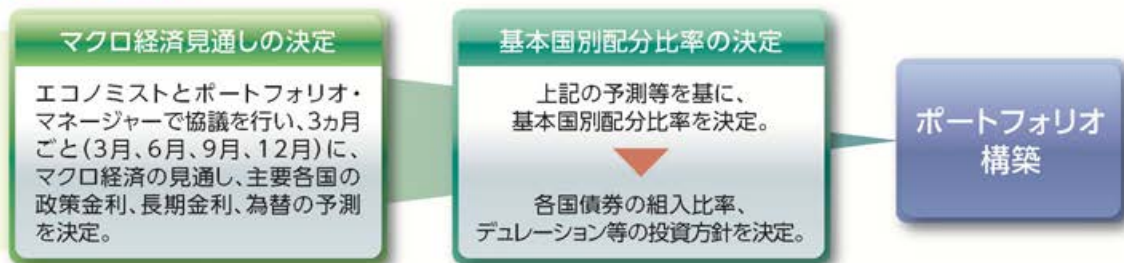 マクロ経済見通しの決定
エコノミストとポートフォリオ・
マネージャーで協議を行い、3ヵ月
ごと(3月、6月、9月、12月)に、
マクロ経済の見通し、主要各国の
政策金利、長期金利、為替の予測
を決定。
基本国別配分比率の決定
上記の予測等を基に、
基本国別配分比率を決定。
各国債券の組入比率、
デュレーション等の投資方針を決定。
ポートフォリオ
構築